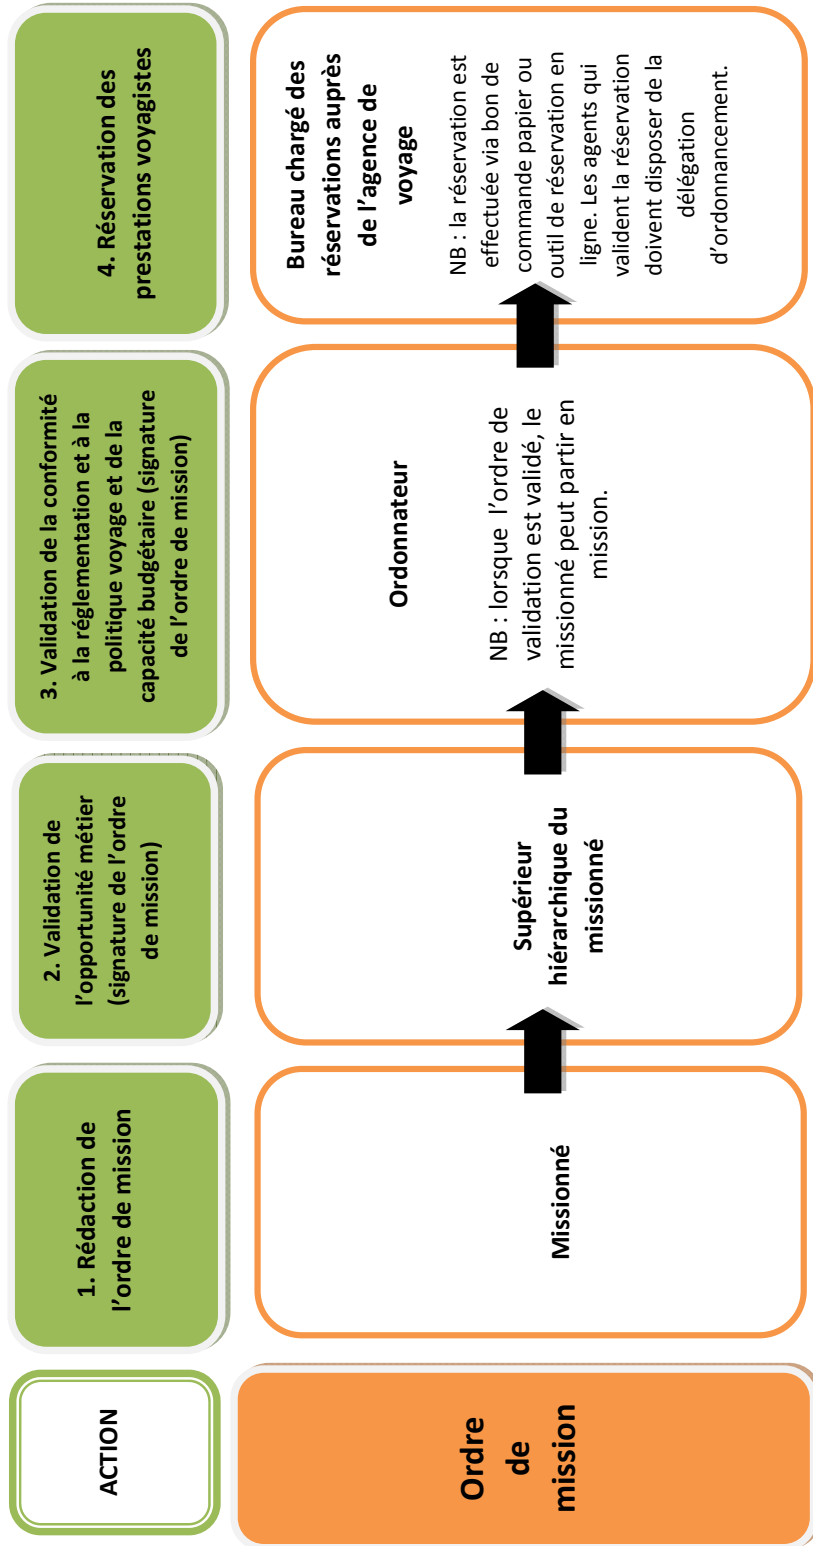 ACTION
1. Rédaction de
l'ordre de mission
2. Validation de
l'opportunité métier
(signature de l'ordre
de mission)
3. Validation de la conformité
à la réglementation et à la
politique voyage et de la
capacité budgétaire (signature
de l'ordre de mission)
4. Réservation des
prestations voyagistes
Ordre
de
mission
Missionné
Supérieur
hiérarchique du
missionné
Ordonnateur
NB : lorsque l'ordre de
validation est validé, le
missionné peut partir en
mission.
Bureau chargé des
réservations auprès
de l'agence de
voyage
NB : la réservation est
effectuée via bon de
commande papier ou
outil de réservation en
ligne. Les agents qui
valident la réservation
doivent disposer de la
délégation
d'ordonnancement.